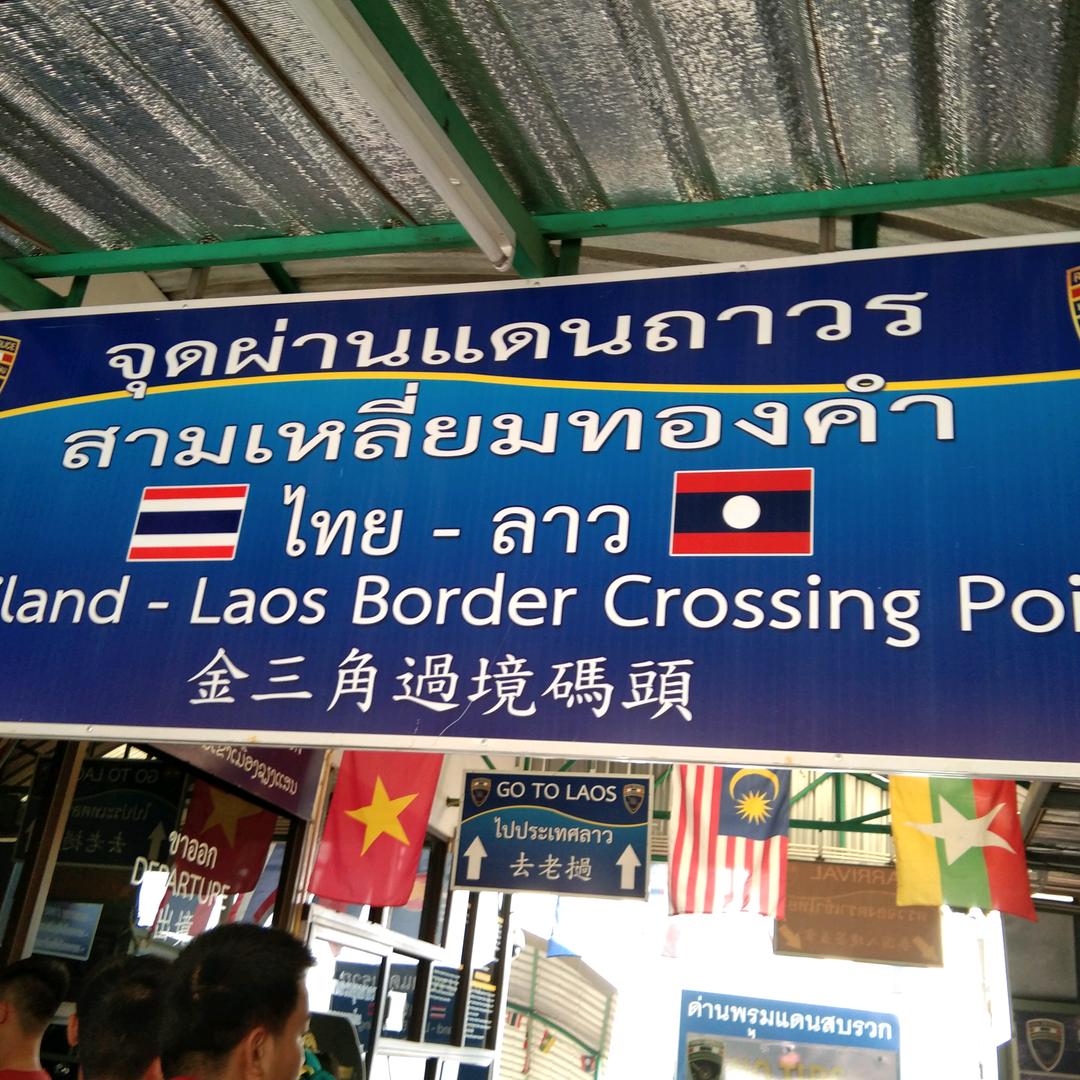 จุดผ่านแดนถาวร
สามเหลี่ยมทองคำ
ไทย - ลาว
land - Laos Border Crossing Poi
金三角過境碼頭
GO TO LAOS
ไปประเทศลาว
去老撾
ขาออก
DEPARTURE
出境
ARRIVAL
ด่านพรมแดนสบรวก